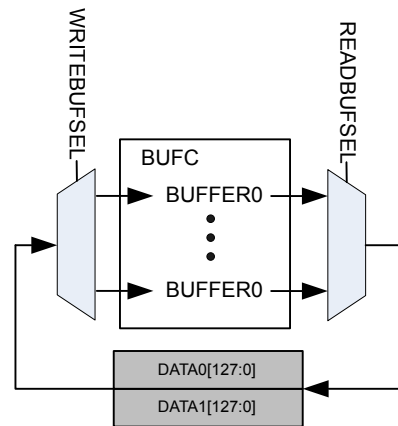 WRITEBUFSEL
READBUFSEL
BUFC
BUFFER0
BUFFER0
DATA0[127:0]
DATA1[127:0]